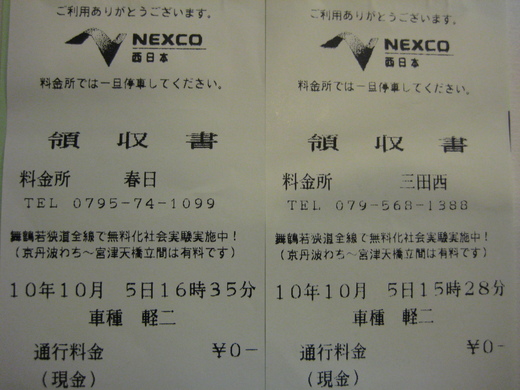 ご利用ありがとうございます。
NEXCO
西日本
料金所では一旦停車してください。
領収書
料金所 春日
TEL 0795-74-1099
舞鶴若狭道全線で無料化社会実験実施中！
（京丹波わち～宮津天橋立間は有料です）
10年10月 5日16時35分
車種 軽二
通行料金 ¥0-
（現金）
ご利用ありがとうございます。
NEXCO
西日本
料金所では一旦停車してください。
領収書
料金所 三田西
TEL 079-568-1388
舞鶴若狭道全線で無料化社会実験実施中！
（京丹波わち～宮津天橋立間は有料です）
10年10月 5日15時28分
車種 軽二
通行料金 ¥0-
（現金）